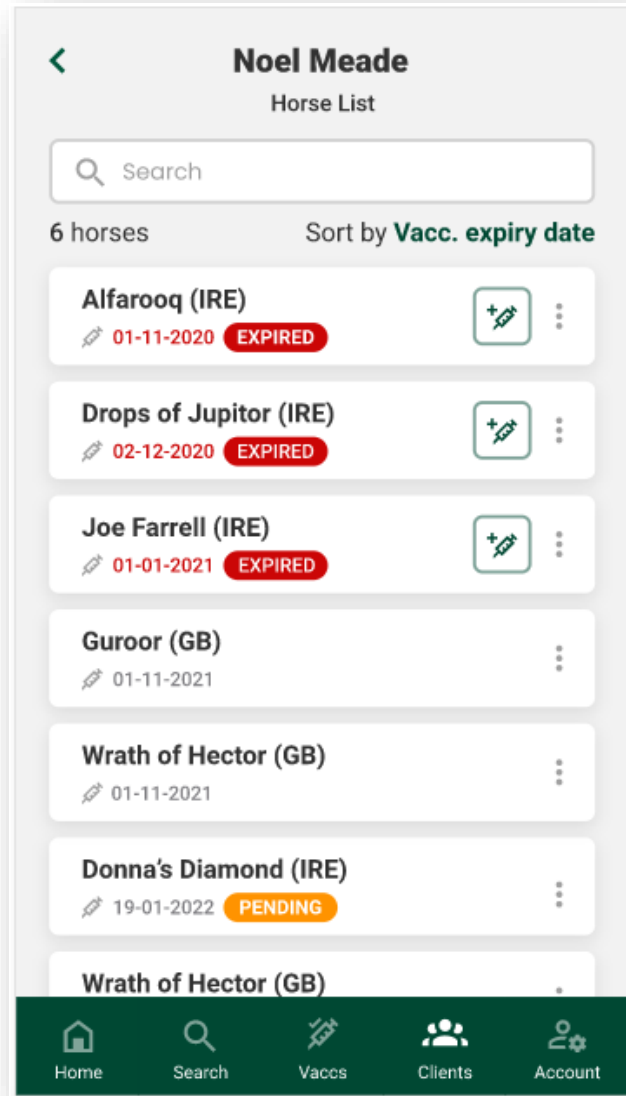 Noel Meade
Horse List
Search
6 horses
Sort by Vacc. expiry date
Alfarooq (IRE)
01-11-2020 EXPIRED
Drops of Jupitor (IRE)
02-12-2020 EXPIRED
Joe Farrell (IRE)
01-01-2021 EXPIRED
Guroor (GB)
01-11-2021
Wrath of Hector (GB)
01-11-2021
Donna's Diamond (IRE)
19-01-2022 PENDING
Wrath of Hector (GB)
Home Search Vaccs Clients Account